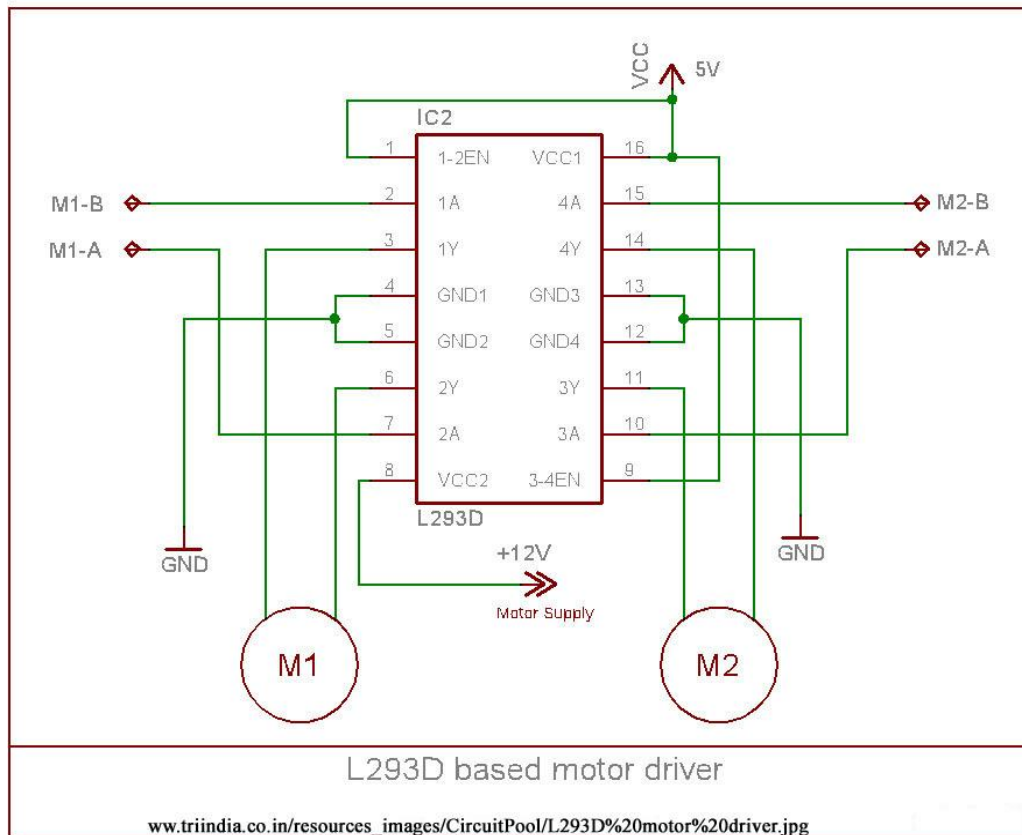 VCC
5V
IC2
1 1-2EN VCC1 16
M1-B 2 1A 4A 15 M2-B
M1-A 3 1Y 4Y 14 M2-A
4 GND1 GND3 13
5 GND2 GND4 12
6 2Y 3Y 11
7 2A 3A 10
8 VCC2 3-4EN 9
L293D
GND
+12V
GND
Motor Supply
M1
M2
L293D based motor driver
ww.triindia.co.in/resources_images/CircuitPool/L293D%20motor%20driver.jpg